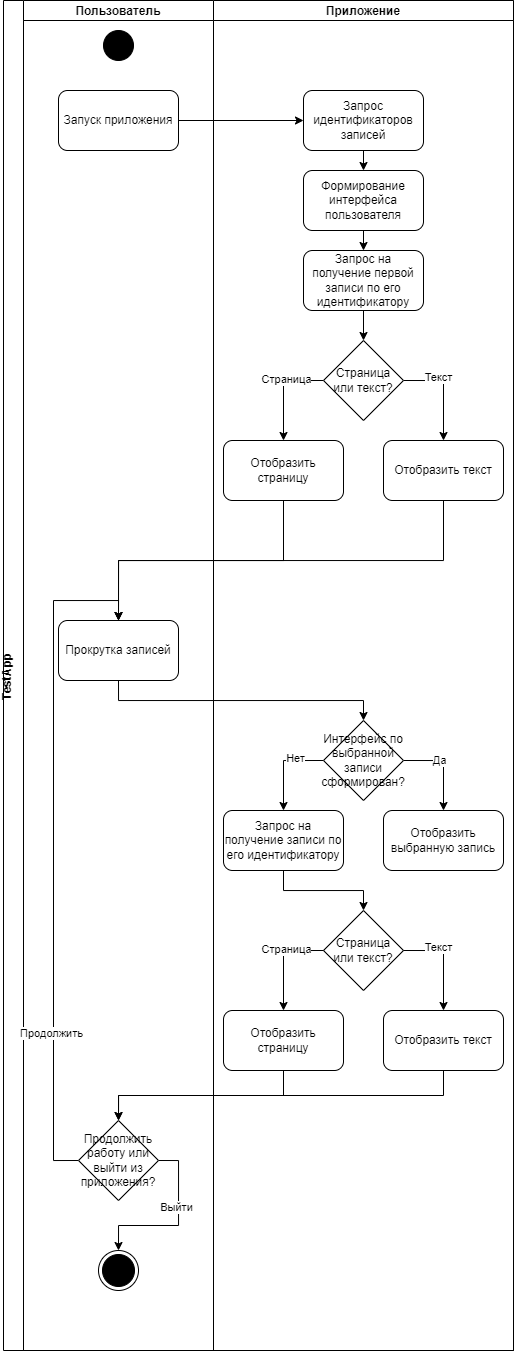 Пользователь
Приложение
Запуск приложения
Запрос
идентификаторов
записей
Формирование
интерфейса
пользователя
Запрос на
получение первой
записи по его
идентификатору
Страница
или текст?
Страница
Текст
Отобразить
страницу
Отобразить текст
TestApp
Прокрутка записей
Интерфейс по
выбранной
записи
сформирован?
Нет
Да
Запрос на
получение записи по
его идентификатору
Отобразить
выбранную запись
Страница
или текст?
Страница
Текст
Отобразить
страницу
Отобразить текст
Продолжить
Продолжить
работу или
выйти из
приложения?
Выйти